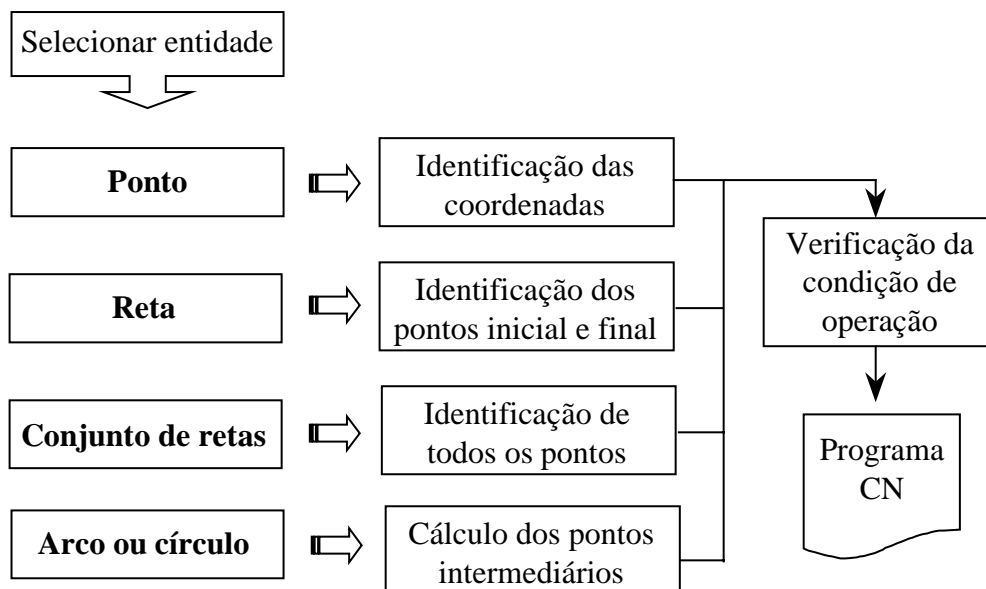 Selecionar entidade
Ponto
Identificação das
coordenadas
Verificação da
condição de
operação
Reta
Identificação dos
pontos inicial e final
Conjunto de retas
Identificação de
todos os pontos
Programa
CN
Arco ou círculo
Cálculo dos pontos
intermediários